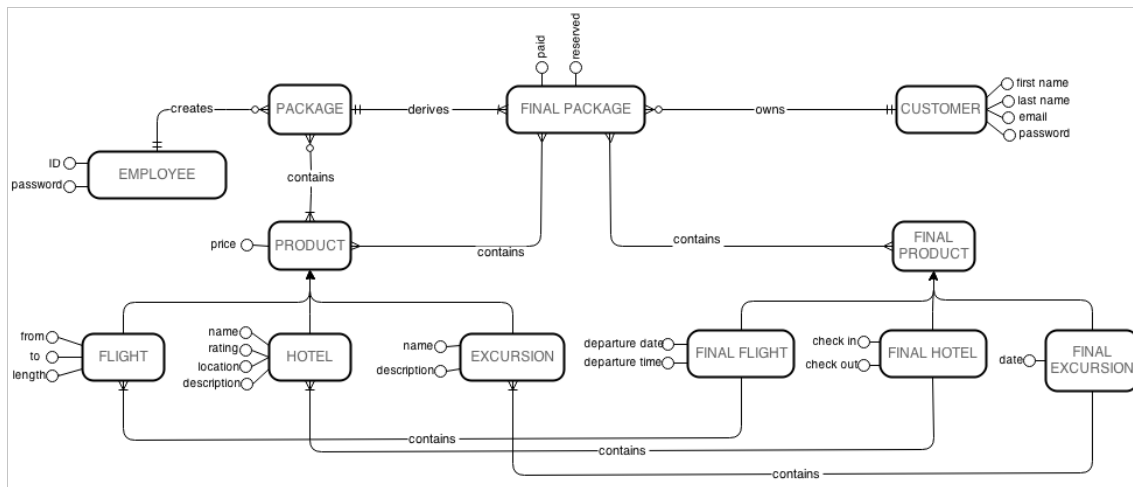 paid
reserved
creates
PACKAGE
derives
FINAL PACKAGE
owns
CUSTOMER
first name
last name
email
password
ID
password
EMPLOYEE
contains
price
PRODUCT
contains
contains
FINAL
PRODUCT
from
to
length
FLIGHT
name
rating
location
description
HOTEL
name
description
EXCURSION
departure date
departure time
FINAL FLIGHT
check in
check out
FINAL HOTEL
date
FINAL
EXCURSION
contains
contains
contains